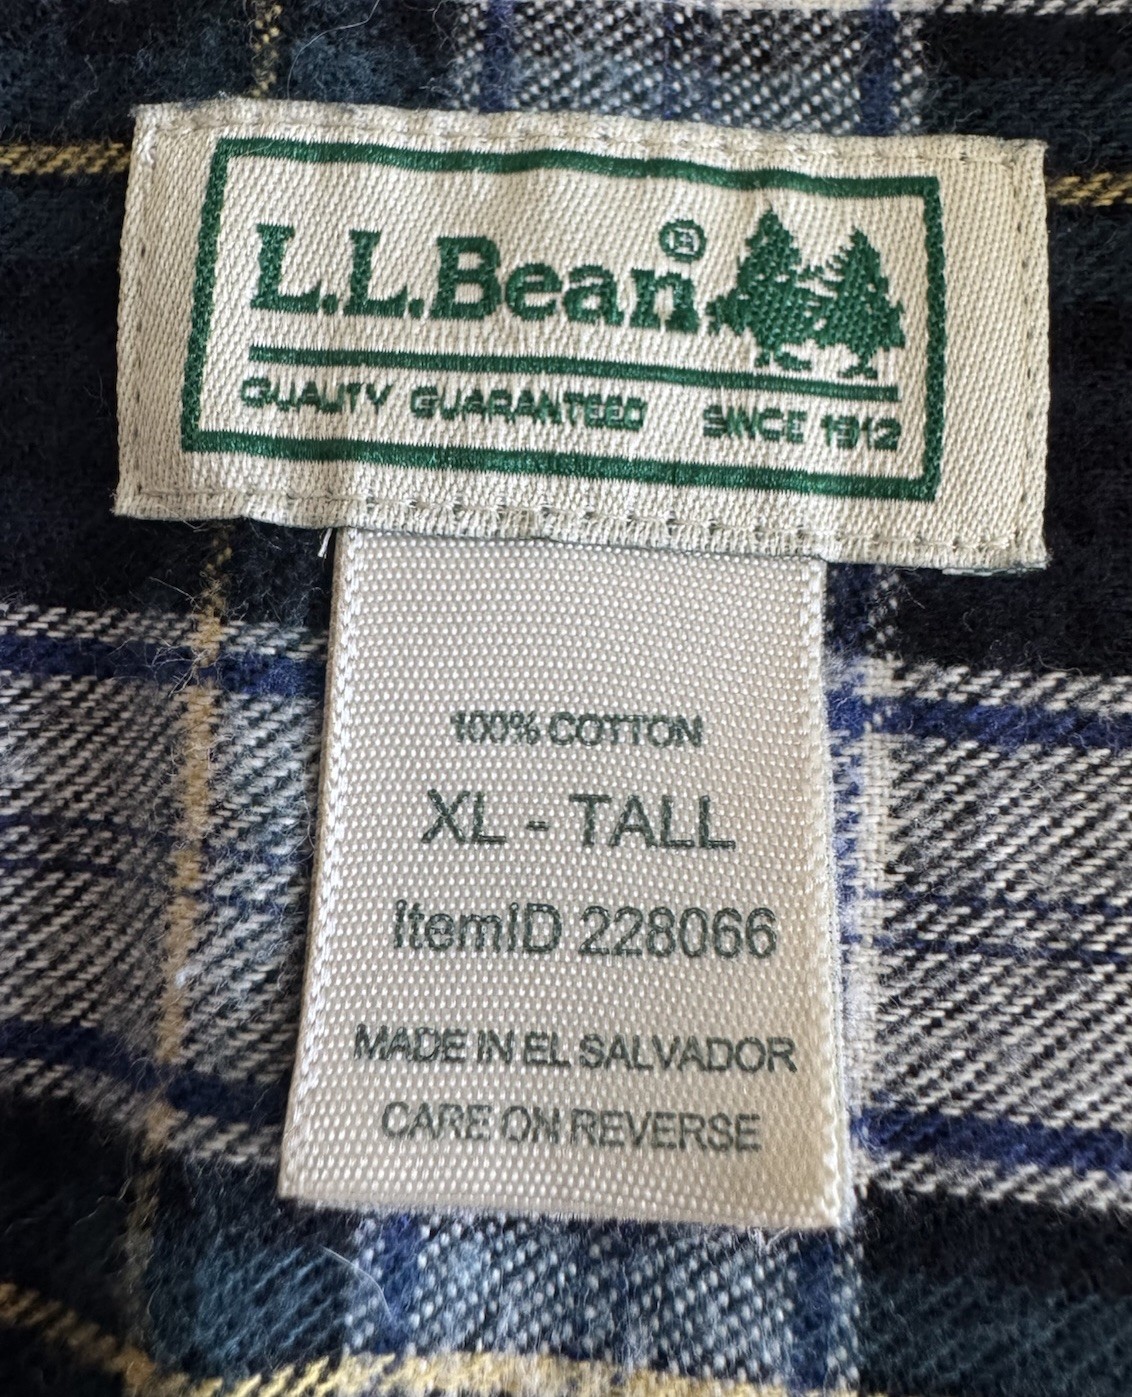 L.L.Bean®
QUALITY GUARANTEED SINCE 1912
100% COTTON
XL - TALL
itemID 228066
MADE IN EL SALVADOR
CARE ON REVERSE